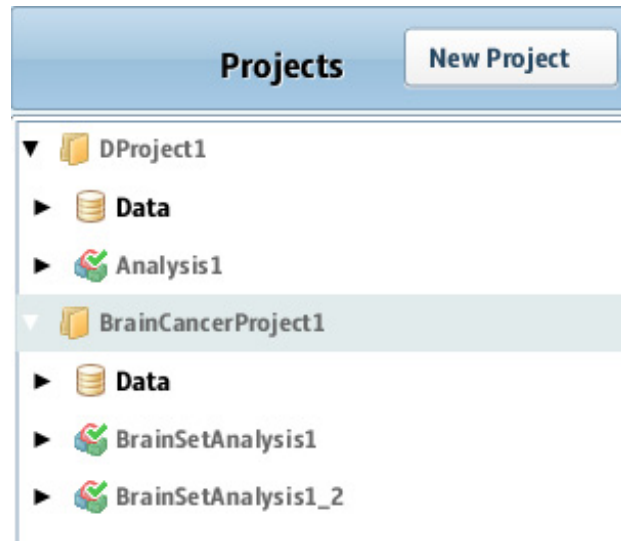 Projects New Project
DProject1
Data
Analysis1
BrainCancerProject1
Data
BrainSetAnalysis1
BrainSetAnalysis1_2